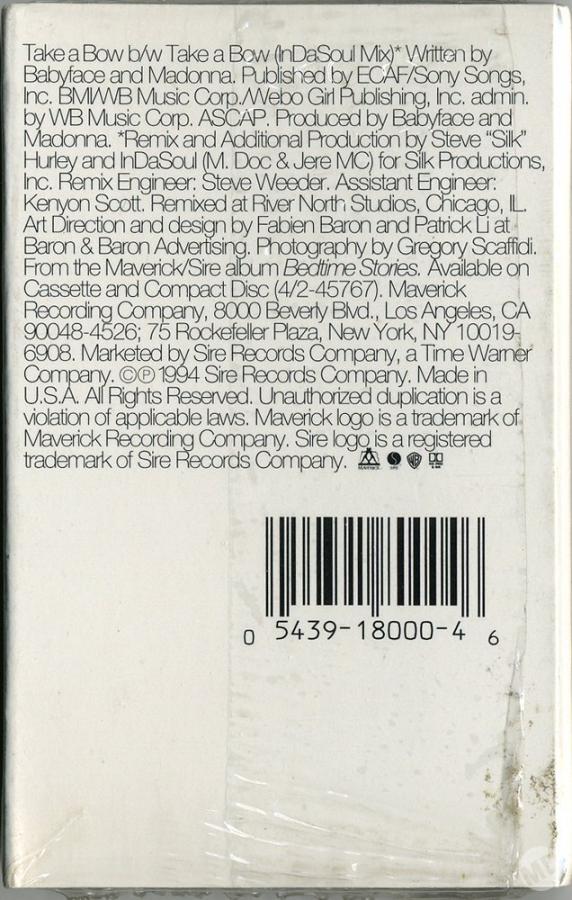 Take a Bow b/w Take a Bow (InDaSoul Mix)* Written by
Babyface and Madonna. Published by ECAF/Sony Songs,
Inc. BMI/WB Music Corp./Webo Girl Publishing, Inc. admin.
by WB Music Corp. ASCAP. Produced by Babyface and
Madonna. *Remix and Additional Production by Steve “Silk”
Hurley and InDaSoul (M. Doc & Jere MC) for Silk Productions,
Inc. Remix Engineer: Steve Weeder. Assistant Engineer:
Kenyon Scott. Remixed at River North Studios, Chicago, IL.
Art Direction and design by Fabien Baron and Patrick Li at
Baron & Baron Advertising. Photography by Gregory Scaffidi.
From the Maverick/Sire album Bedtime Stories. Available on
Cassette and Compact Disc (4/2-45767). Maverick
Recording Company, 8000 Beverly Blvd., Los Angeles, CA
90048-4526; 75 Rockefeller Plaza, New York, NY 10019-
6908. Marketed by Sire Records Company, a Time Warner
Company. ©℗ 1994 Sire Records Company. Made in
U.S.A. All Rights Reserved. Unauthorized duplication is a
violation of applicable laws. Maverick logo is a trademark of
Maverick Recording Company. Sire logo is a registered
trademark of Sire Records Company.
MAVERICK
0 5439-18000-4 6